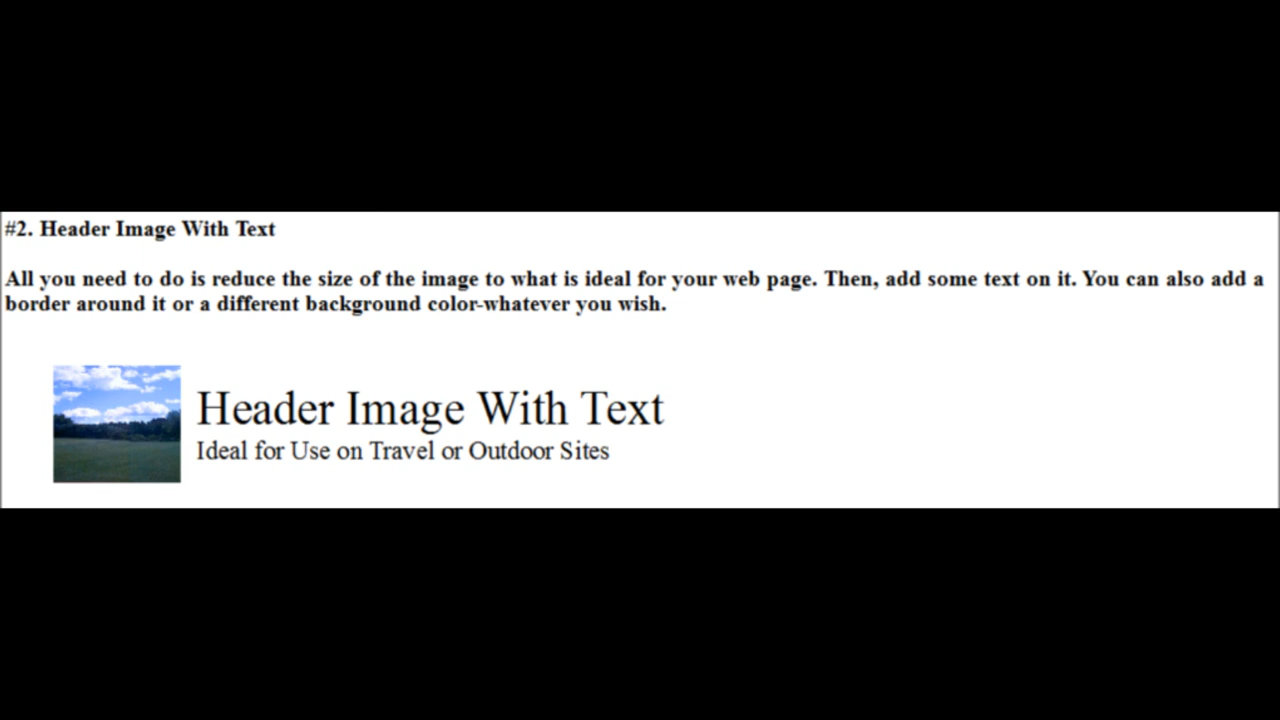 #2. Header Image With Text
All you need to do is reduce the size of the image to what is ideal for your web page. Then, add some text on it. You can also add a
border around it or a different background color-whatever you wish.
Header Image With Text
Ideal for Use on Travel or Outdoor Sites